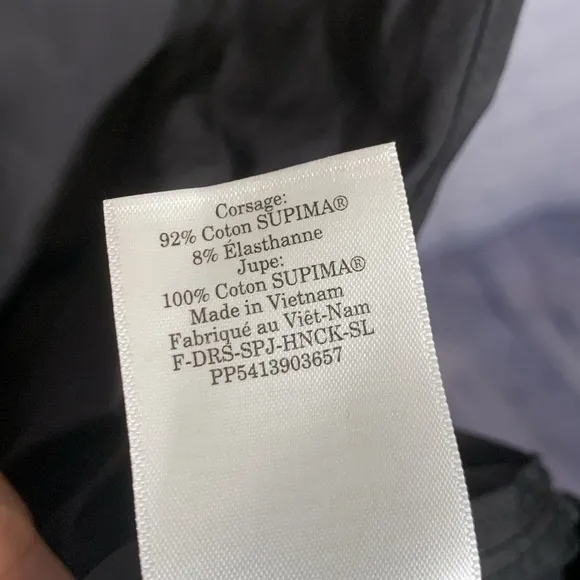 Corsage:
92% Coton SUPIMA®
8% Élasthanne
Jupe:
100% Coton SUPIMA®
Made in Vietnam
Fabriqué au Viêt-Nam
F-DRS-SPJ-HNCK-SL
PP5413903657